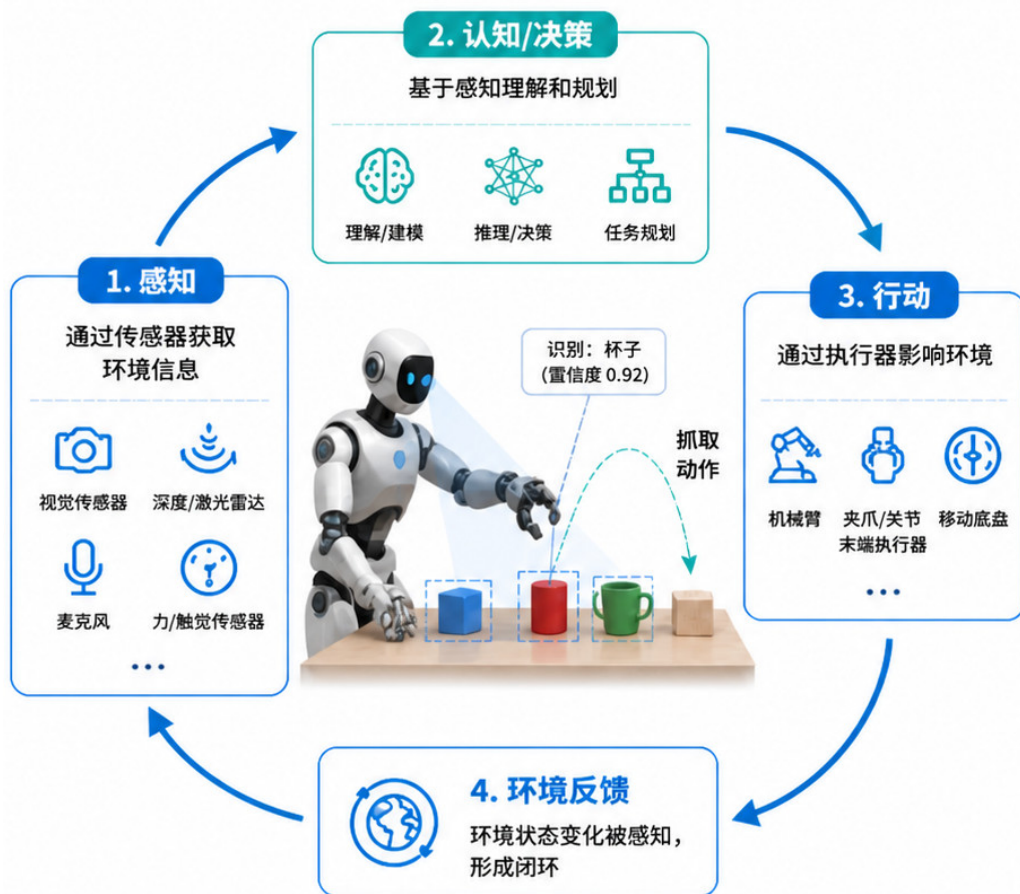 2. 认知/决策
基于感知理解和规划
理解/建模
推理/决策
任务规划
1. 感知
通过传感器获取
环境信息
视觉传感器
深度/激光雷达
麦克风
力/触觉传感器
...
识别：杯子
(雷信度 0.92)
抓取
动作
3. 行动
通过执行器影响环境
机械臂
夹爪/关节
末端执行器
移动底盘
...
4. 环境反馈
环境状态变化被感知，
形成闭环